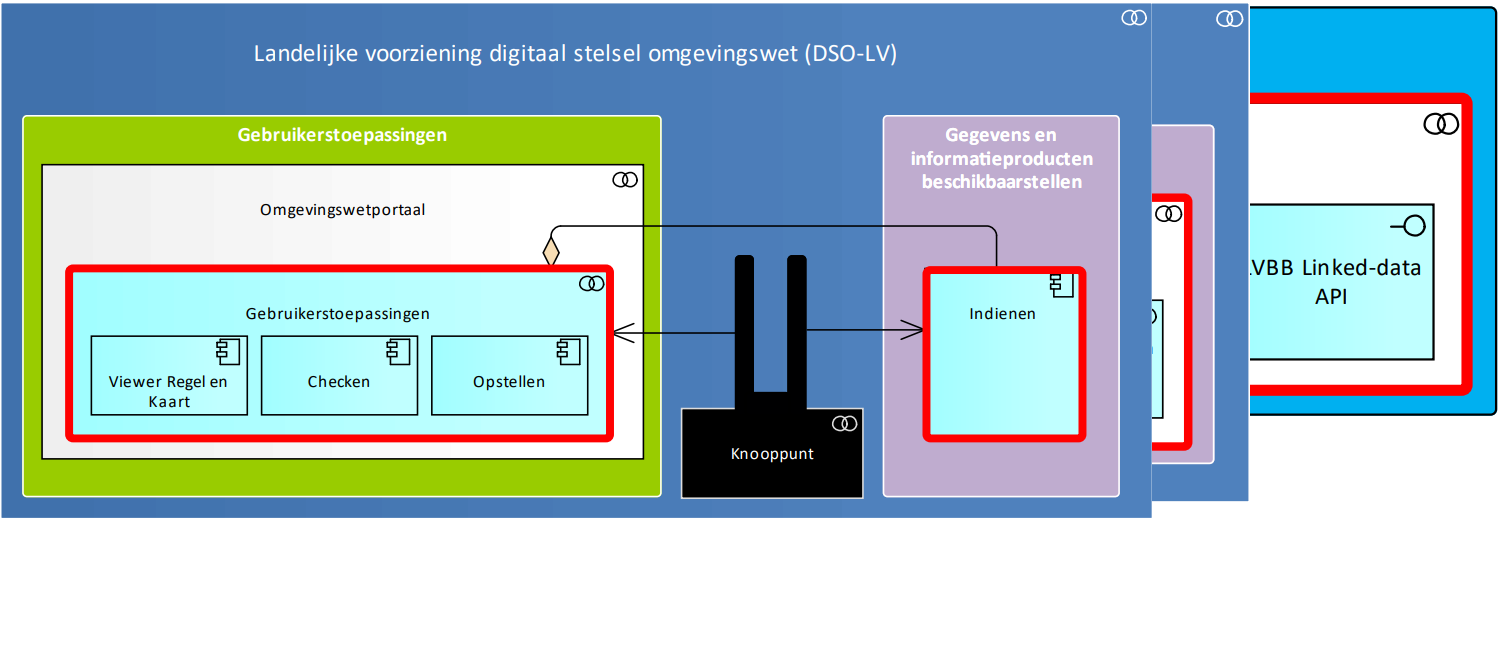 Landelijke voorziening digitaal stelsel omgevingswet (DSO-LV)
Gebruikerstoepassingen
Omgevingswetportaal
Gebruikerstoepassingen
Viewer Regel en
Kaart
Checken
Opstellen
Knooppunt
Gegevens en
informatieproducten
beschikbaarstellen
Indienen
LVBB Linked-data
API